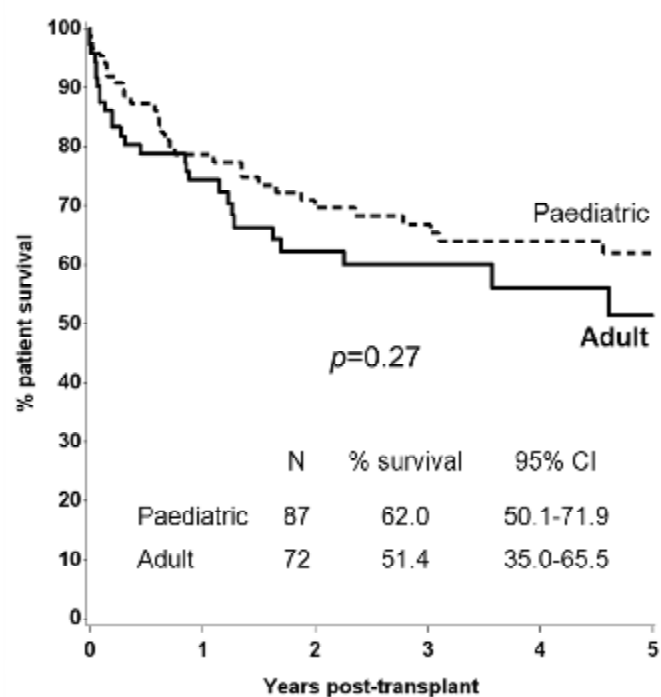 % patient survival
100
90
80
70
60
50
40
30
20
10
0
Paediatric
Adult
p=0.27
N % survival 95% CI
Paediatric 87 62.0 50.1-71.9
Adult 72 51.4 35.0-65.5
0 1 2 3 4 5
Years post-transplant